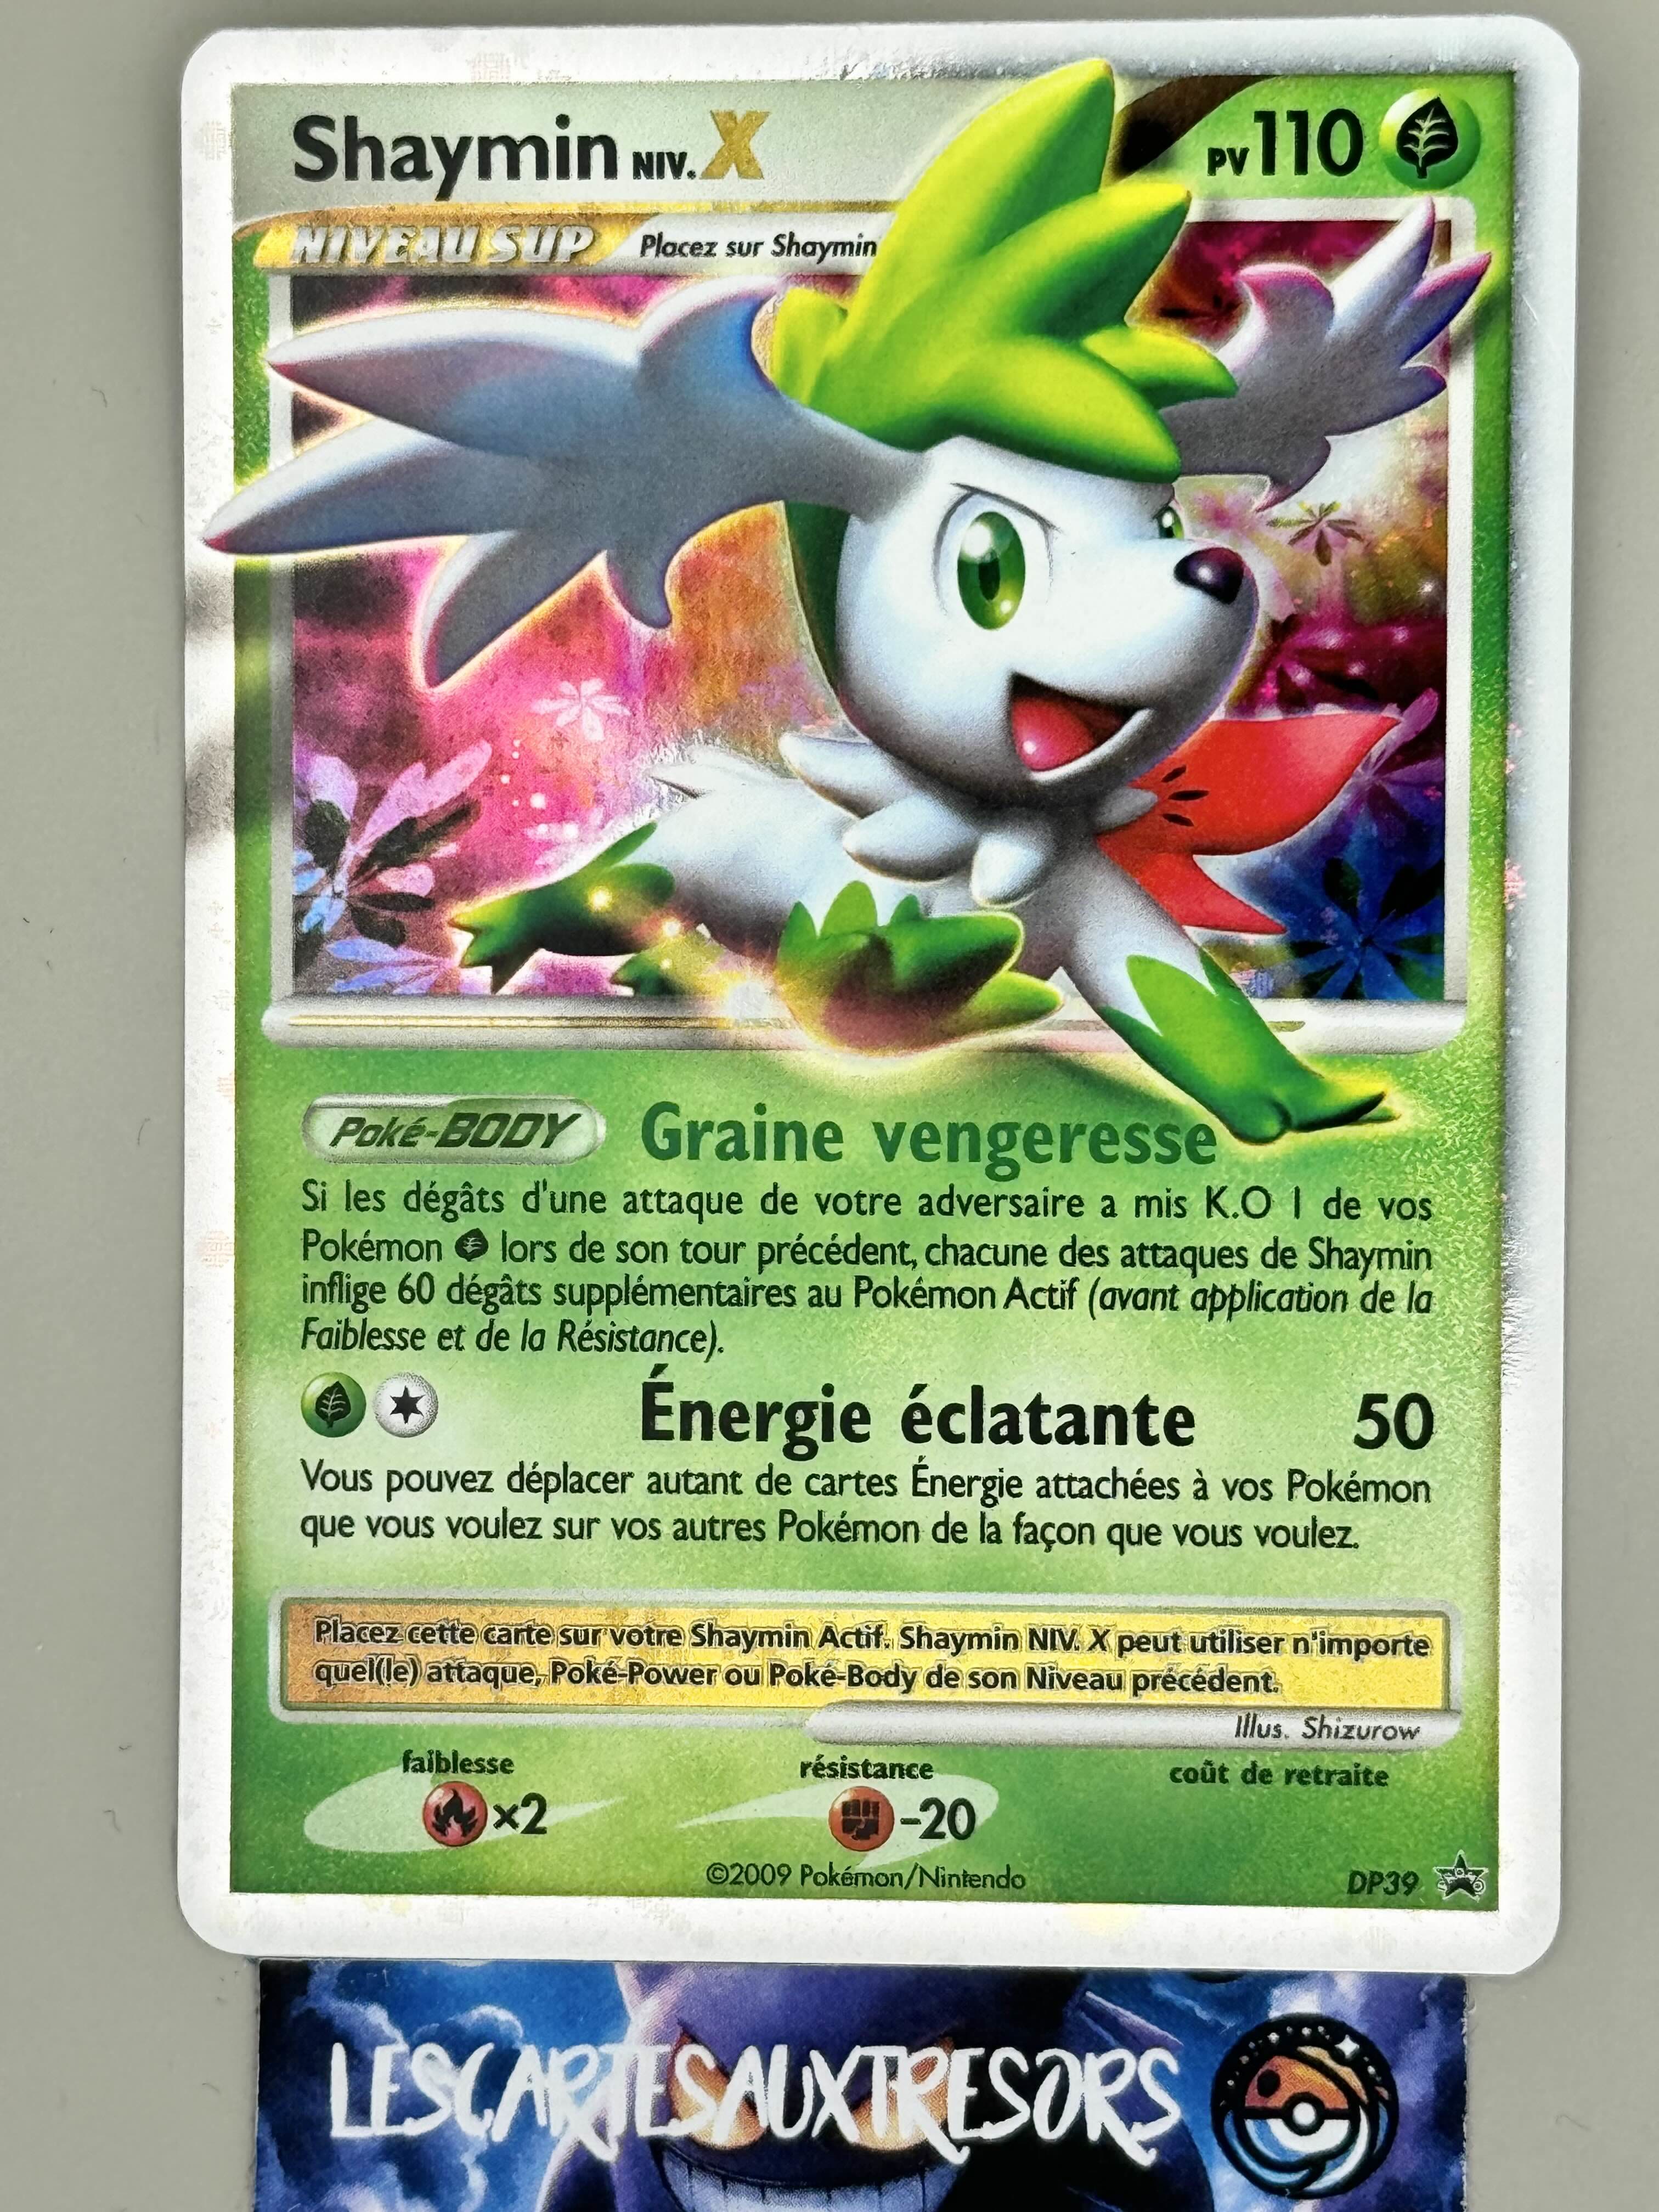 Shaymin NIV.X
PV 110
NIVEAU SUP Placez sur Shaymin
Poké-BODY Graine vengeresse
Si les dégâts d'une attaque de votre adversaire a mis K.O 1 de vos
Pokémon lors de son tour précédent, chacune des attaques de Shaymin
inflige 60 dégâts supplémentaires au Pokémon Actif (avant application de la
Faiblesse et de la Résistance).
Énergie éclatante 50
Vous pouvez déplacer autant de cartes Énergie attachées à vos Pokémon
que vous voulez sur vos autres Pokémon de la façon que vous voulez.
Placez cette carte sur votre Shaymin Actif. Shaymin NIV. X peut utiliser n'importe
quel(le) attaque, Poké-Power ou Poké-Body de son Niveau précédent.
Illus. Shizurow
faiblesse résistance coût de retraite
×2 -20
©2009 Pokémon/Nintendo DP39
LESCARTESAUXTRESORS